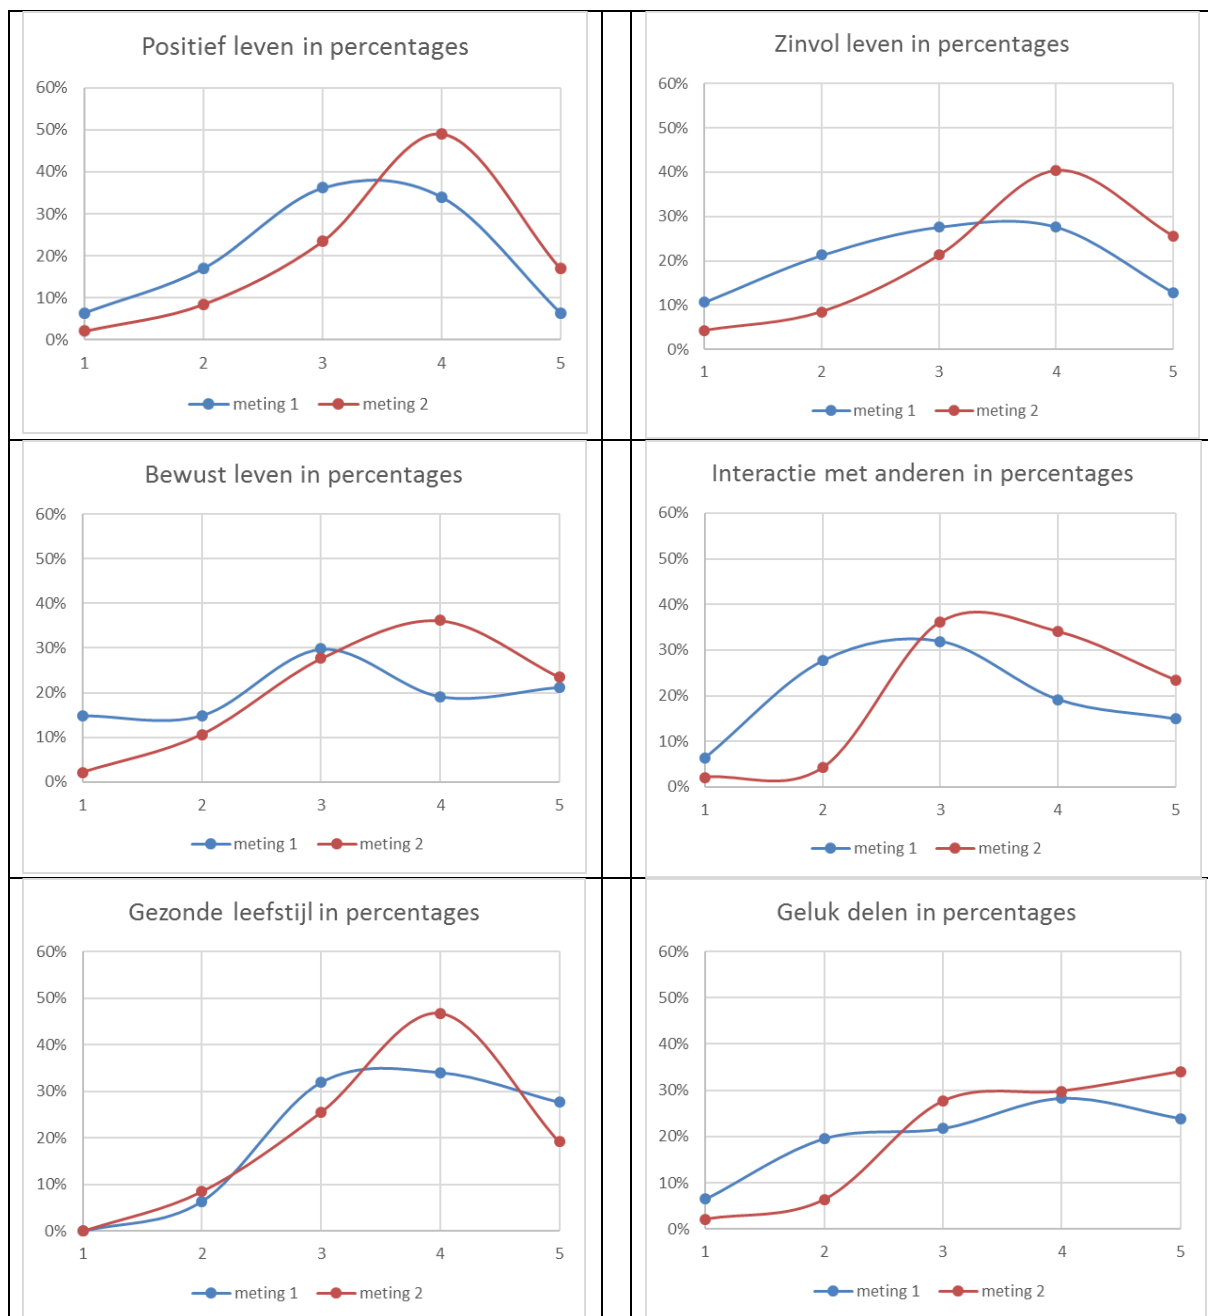 Positief leven in percentages
60%
50%
40%
30%
20%
10%
0%
1 2 3 4 5
meting 1 meting 2
Zinvol leven in percentages
60%
50%
40%
30%
20%
10%
0%
1 2 3 4 5
meting 1 meting 2
Bewust leven in percentages
60%
50%
40%
30%
20%
10%
0%
1 2 3 4 5
meting 1 meting 2
Interactie met anderen in percentages
60%
50%
40%
30%
20%
10%
0%
1 2 3 4 5
meting 1 meting 2
Gezonde leefstijl in percentages
60%
50%
40%
30%
20%
10%
0%
1 2 3 4 5
meting 1 meting 2
Geluk delen in percentages
60%
50%
40%
30%
20%
10%
0%
1 2 3 4 5
meting 1 meting 2